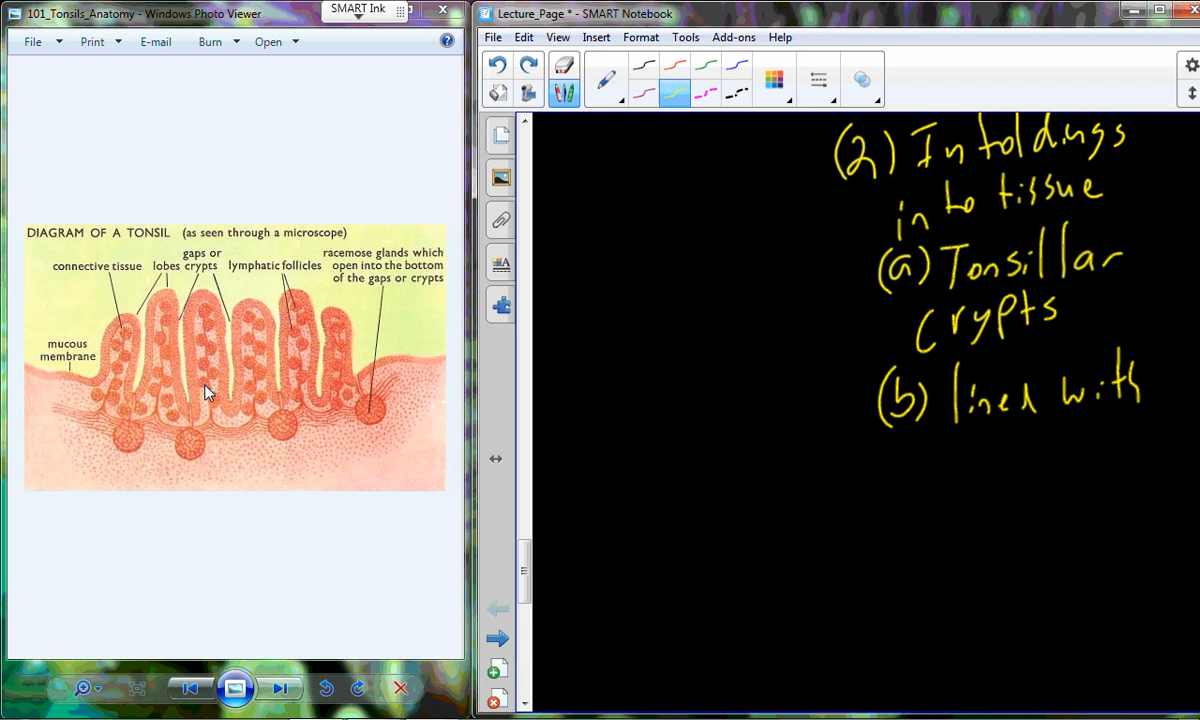 101_Tonsils_Anatomy - Windows Photo Viewer
SMART Ink
File Print E-mail Burn Open
DIAGRAM OF A TONSIL (as seen through a microscope)
connective tissue
lobes
gaps or
crypts
lymphatic follicles
racemose glands which
open into the bottom
of the gaps or crypts
mucous
membrane
Lecture_Page * - SMART Notebook
File Edit View Insert Format Tools Add-ons Help
(2) Infoldings
in to tissue
(a) Tonsillar
crypts
(b) lined with